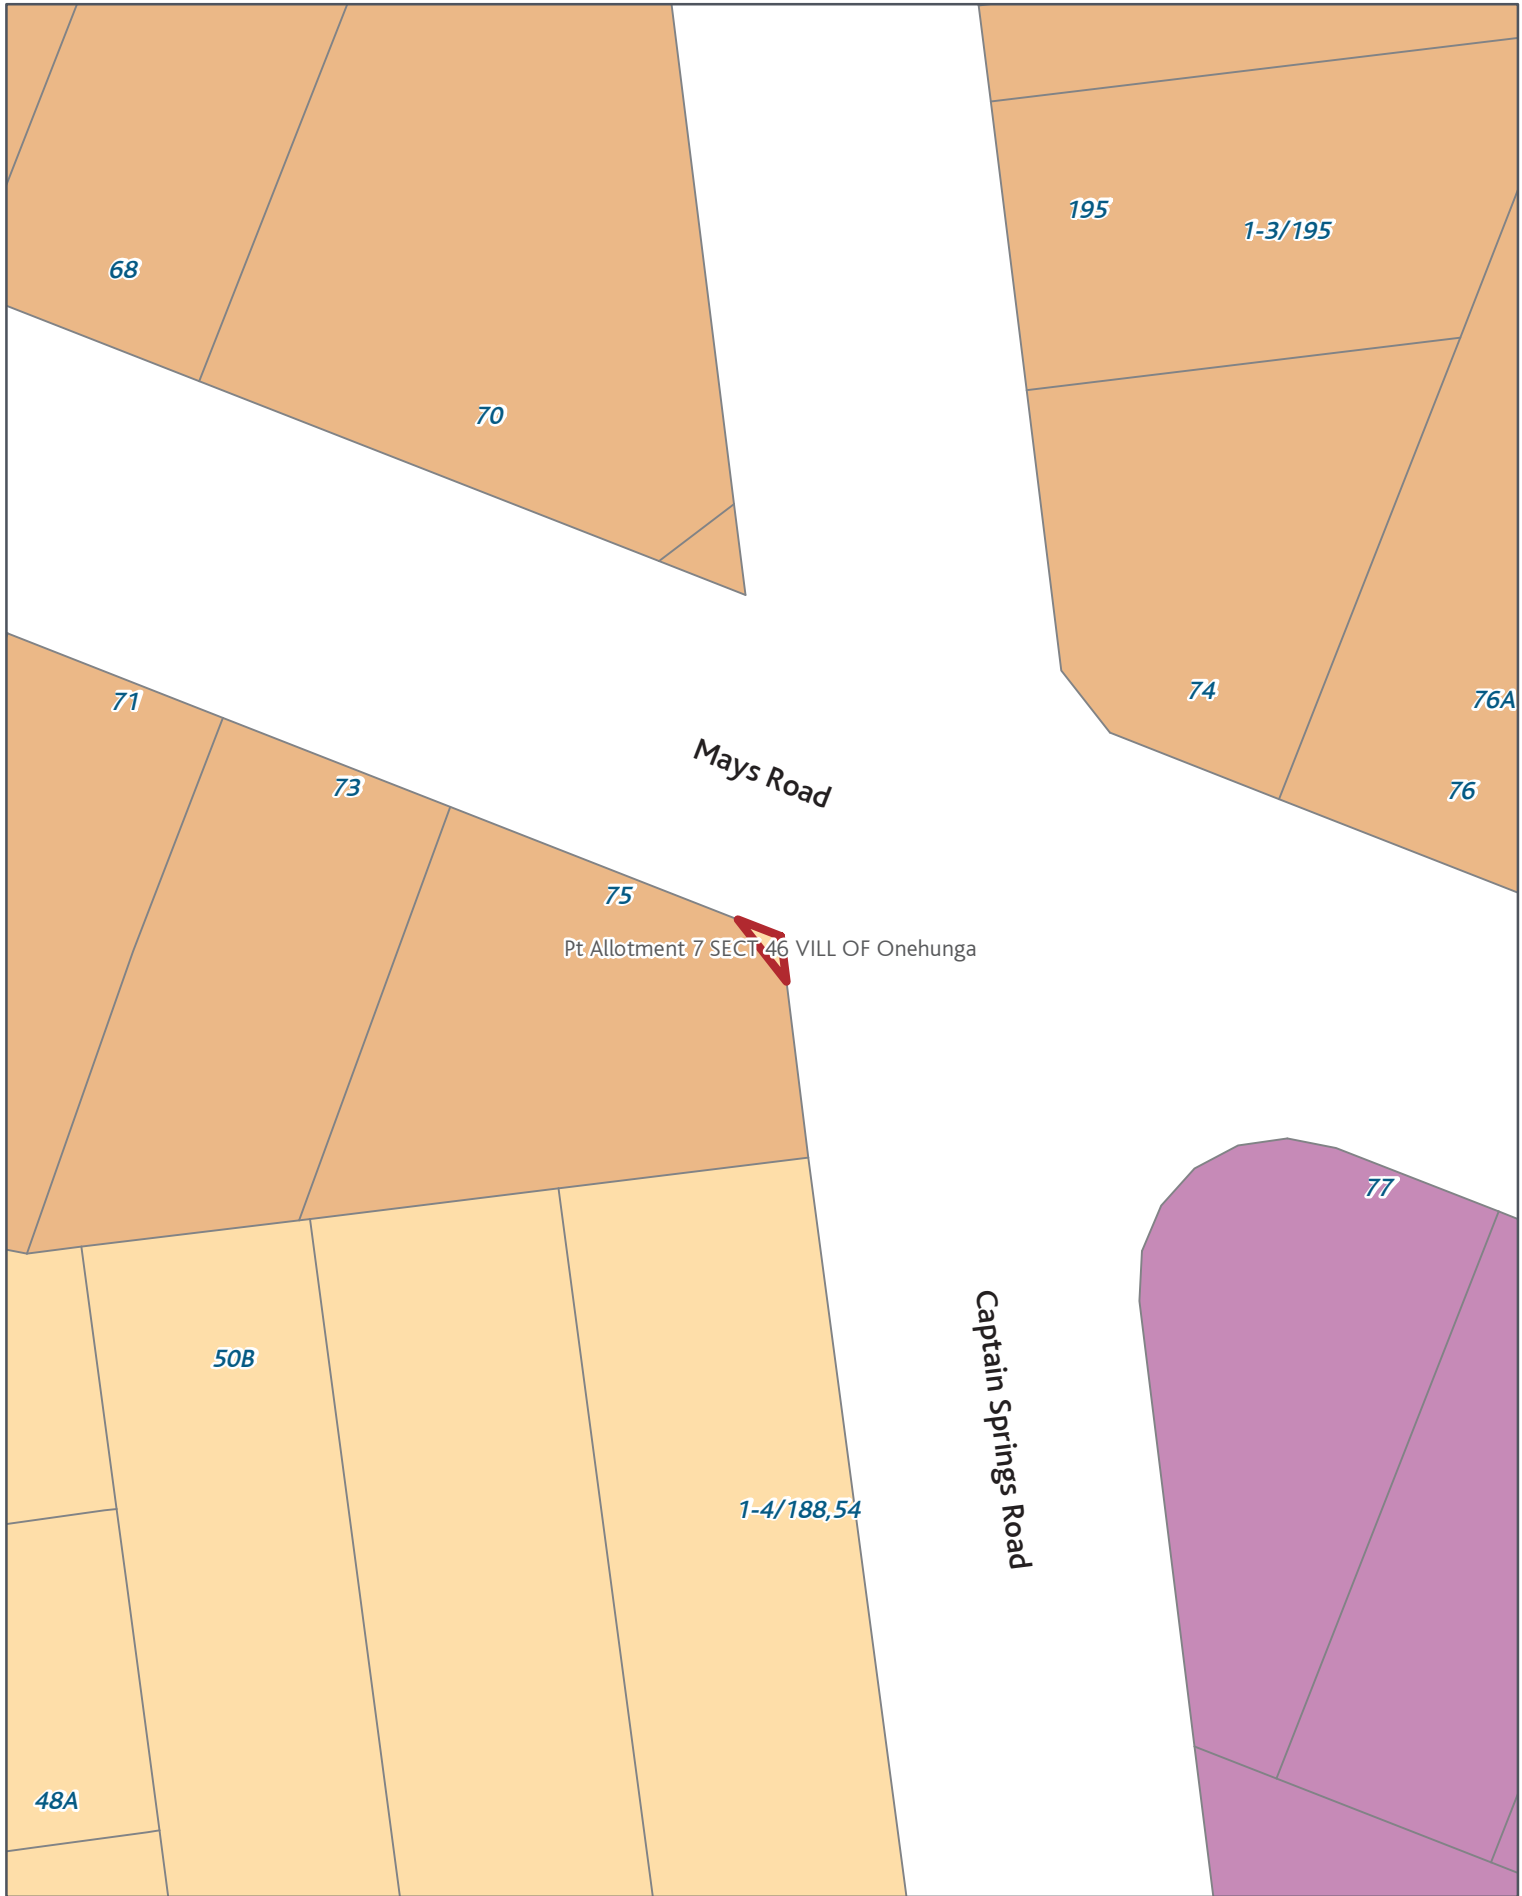 195
1-3/195
68
70
74
76A
71
Mays Road
73
76
75
Pt Allotment 7 SECT 46 VILL OF Onehunga
77
Captain Springs Road
50B
1-4/188,54
48A